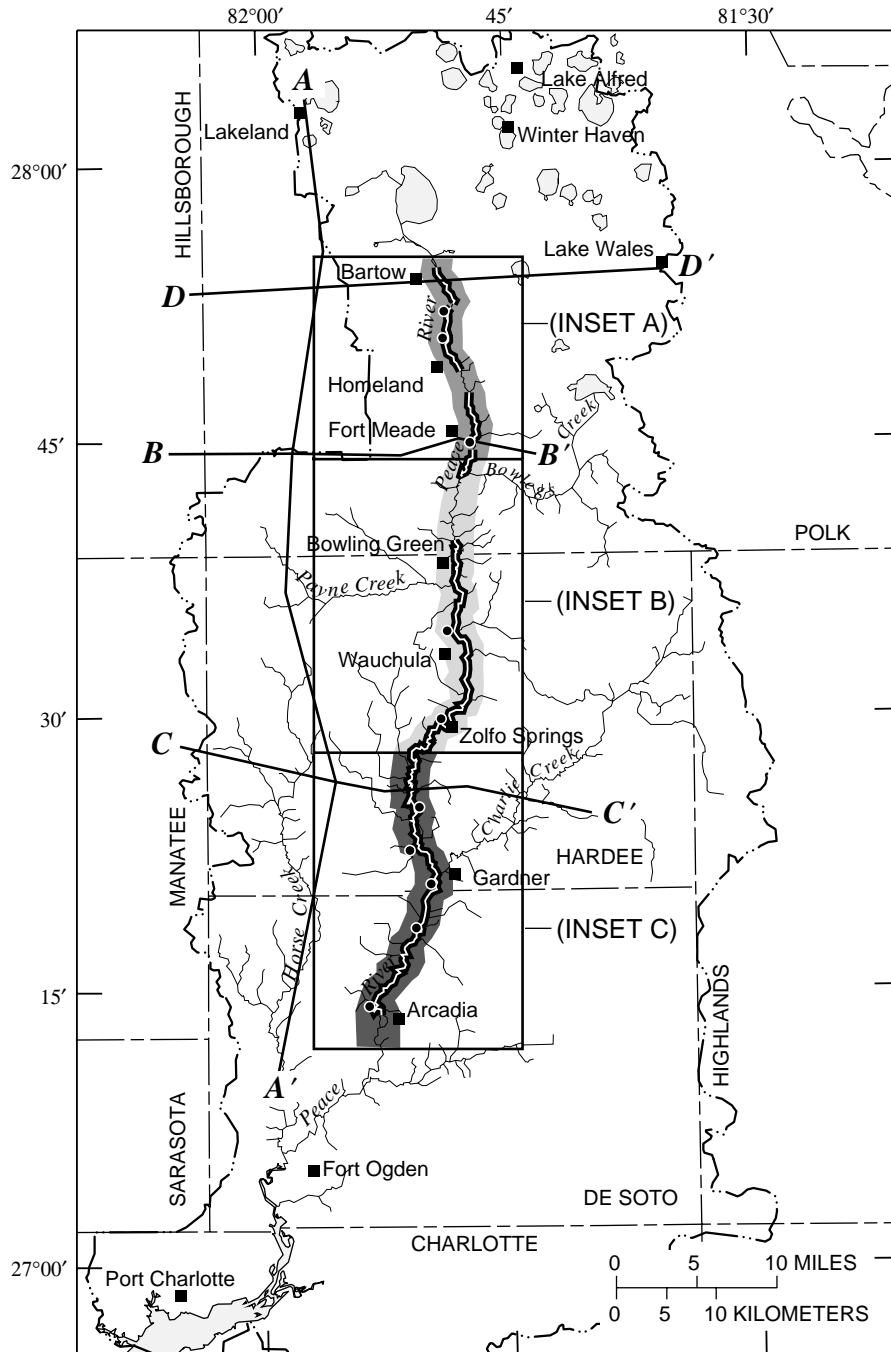 82°00′ 45′ 81°30′
A
Lake Alfred
Lakeland
Winter Haven
HILLSBOROUGH
28°00′
Lake Wales
D′
Bartow
D
River
(INSET A)
Homeland
Fort Meade
Creek
45′
B
B′
Peace
Bowlegs
POLK
Bowling Green
Payne Creek
(INSET B)
Wauchula
30′
C
Zolfo Springs
Charlie Creek
C′
HARDEE
MANATEE
Gardner
Horse Creek
(INSET C)
River
15′
Arcadia
HIGHLANDS
A′
Peace
SARASOTA
Fort Ogden
DE SOTO
CHARLOTTE
27°00′
Port Charlotte
0 5 10 MILES
0 5 10 KILOMETERS